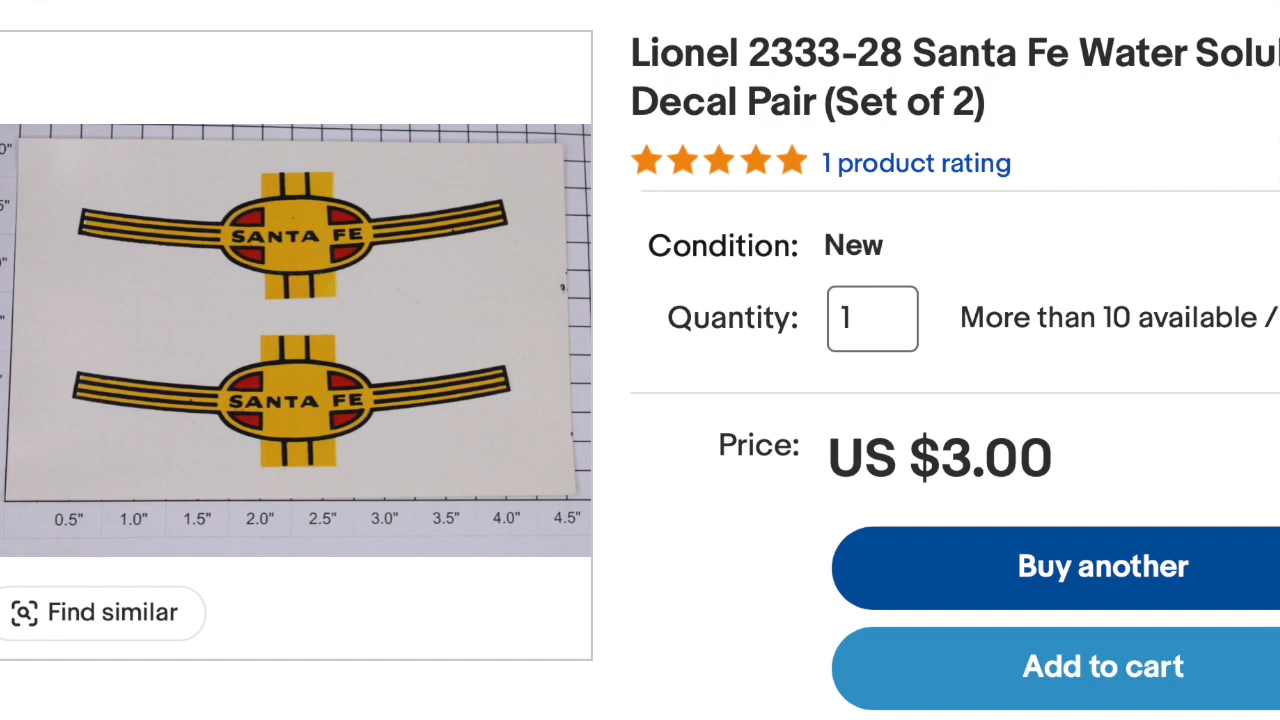 Lionel 2333-28 Santa Fe Water
Decal Pair (Set of 2)
1 product rating
Condition: New
Quantity: 1 More than 10 available /
Price: US $3.00
Buy another
Add to cart
SANTA FE
SANTA FE
0.5" 1.0" 1.5" 2.0" 2.5" 3.0" 3.5" 4.0" 4.5"
Find similar